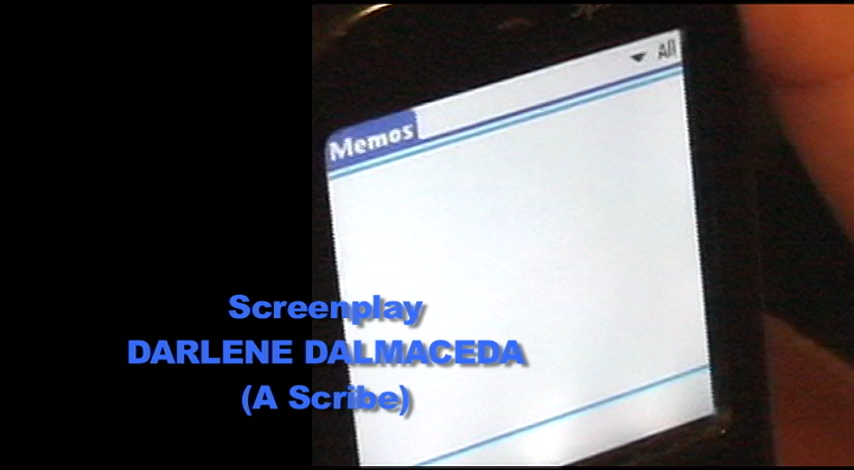 All
Memos
Screenplay
DARLENE DALMACEDA
(A Scribe)